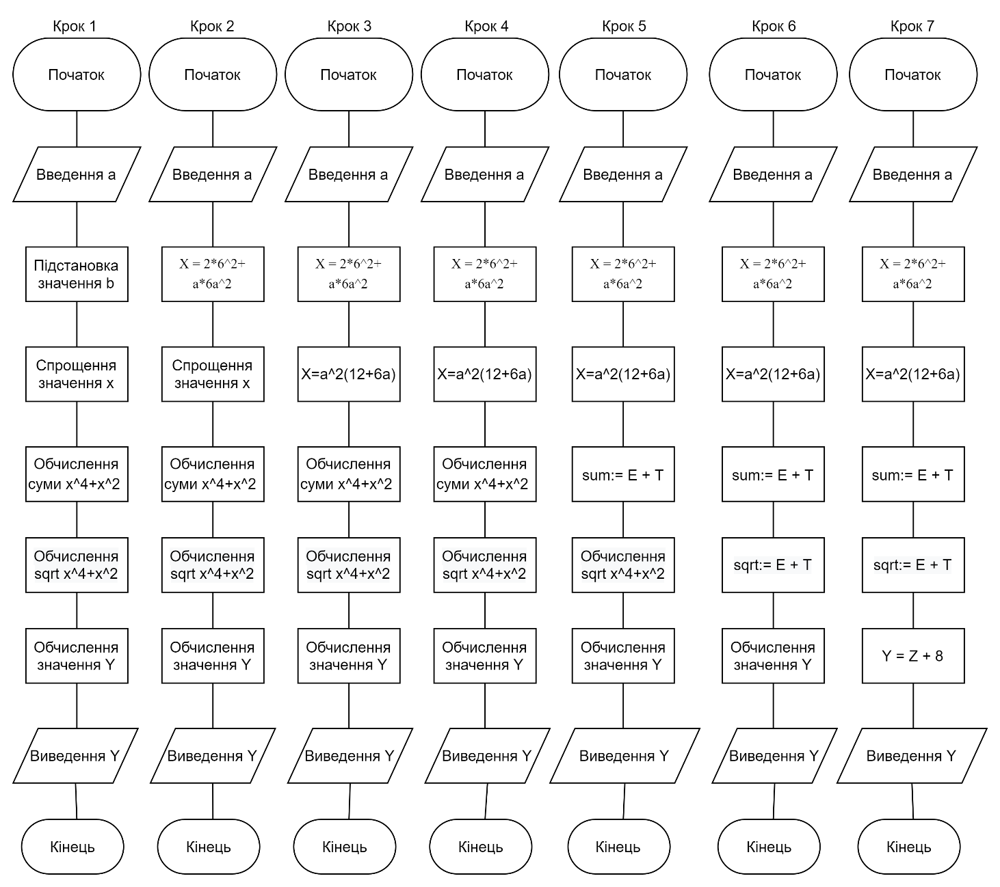 Крок 1
Початок
Введення а
Підстановка
значення b
Спрощення
значення x
Обчислення
суми x^4+x^2
Обчислення
sqrt x^4+x^2
Обчислення
значення Y
Виведення Y
Кінець
Крок 2
Початок
Введення а
X = 2*6^2+
a*6a^2
Спрощення
значення x
Обчислення
суми x^4+x^2
Обчислення
sqrt x^4+x^2
Обчислення
значення Y
Виведення Y
Кінець
Крок 3
Початок
Введення а
X = 2*6^2+
a*6a^2
X=a^2(12+6a)
Обчислення
суми x^4+x^2
Обчислення
sqrt x^4+x^2
Обчислення
значення Y
Виведення Y
Кінець
Крок 4
Початок
Введення а
X = 2*6^2+
a*6a^2
X=a^2(12+6a)
Обчислення
суми x^4+x^2
Обчислення
sqrt x^4+x^2
Обчислення
значення Y
Виведення Y
Кінець
Крок 5
Початок
Введення а
X = 2*6^2+
a*6a^2
X=a^2(12+6a)
sum:= E + T
Обчислення
sqrt x^4+x^2
Обчислення
значення Y
Виведення Y
Кінець
Крок 6
Початок
Введення а
X = 2*6^2+
a*6a^2
X=a^2(12+6a)
sum:= E + T
sqrt:= E + T
Обчислення
значення Y
Виведення Y
Кінець
Крок 7
Початок
Введення а
X = 2*6^2+
a*6a^2
X=a^2(12+6a)
sum:= E + T
sqrt:= E + T
Y = Z + 8
Виведення Y
Кінець